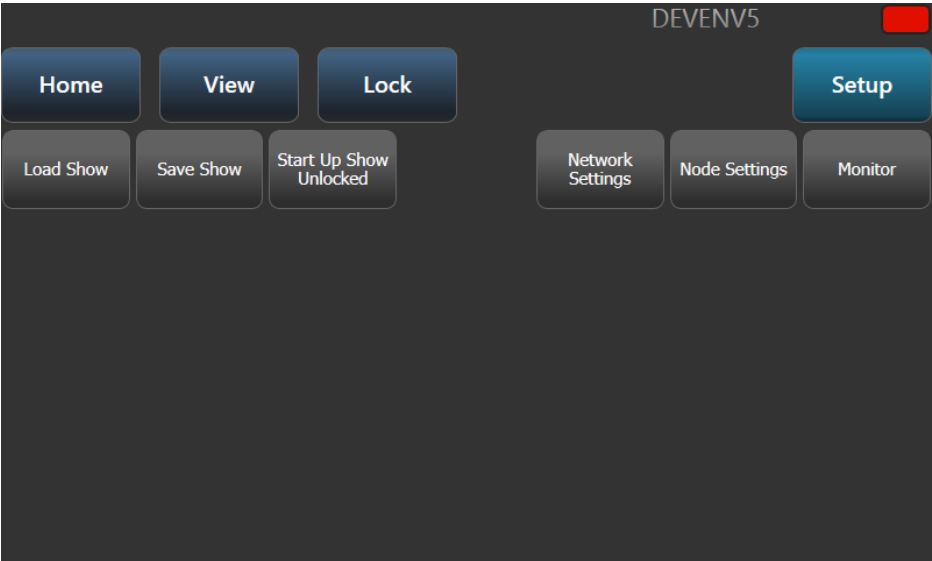 DEVENV5
Home
View
Lock
Setup
Load Show
Save Show
Start Up Show
Unlocked
Network
Settings
Node Settings
Monitor